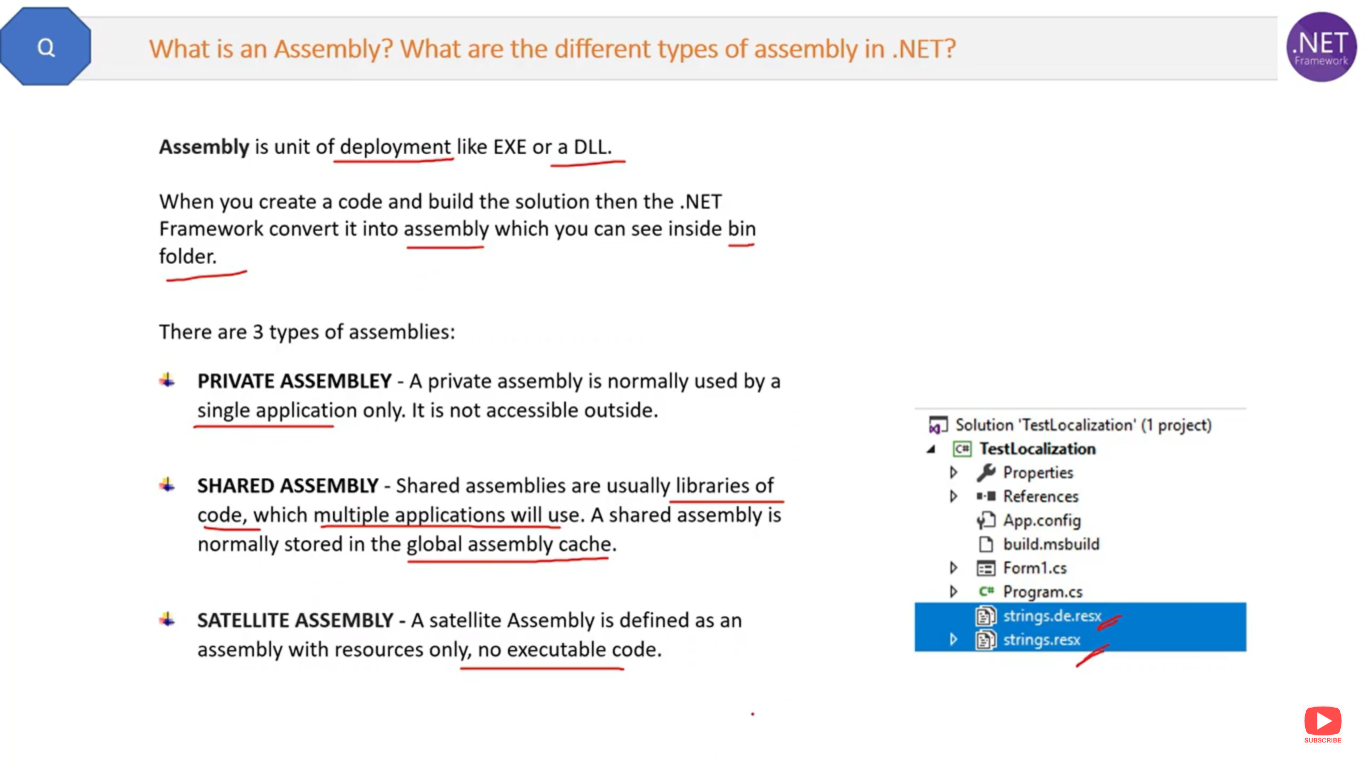 Q
What is an Assembly? What are the different types of assembly in .NET?
.NET
Framework
Assembly is unit of deployment like EXE or a DLL.
When you create a code and build the solution then the .NET
Framework convert it into assembly which you can see inside bin
folder.
There are 3 types of assemblies:
PRIVATE ASSEMBLEY - A private assembly is normally used by a
single application only. It is not accessible outside.
SHARED ASSEMBLY - Shared assemblies are usually libraries of
code, which multiple applications will use. A shared assembly is
normally stored in the global assembly cache.
SATELLITE ASSEMBLY - A satellite Assembly is defined as an
assembly with resources only, no executable code.
Solution 'TestLocalization' (1 project)
C# TestLocalization
Properties
References
App.config
build.msbuild
Form1.cs
C# Program.cs
strings.de.resx
strings.resx
SUBSCRIBE